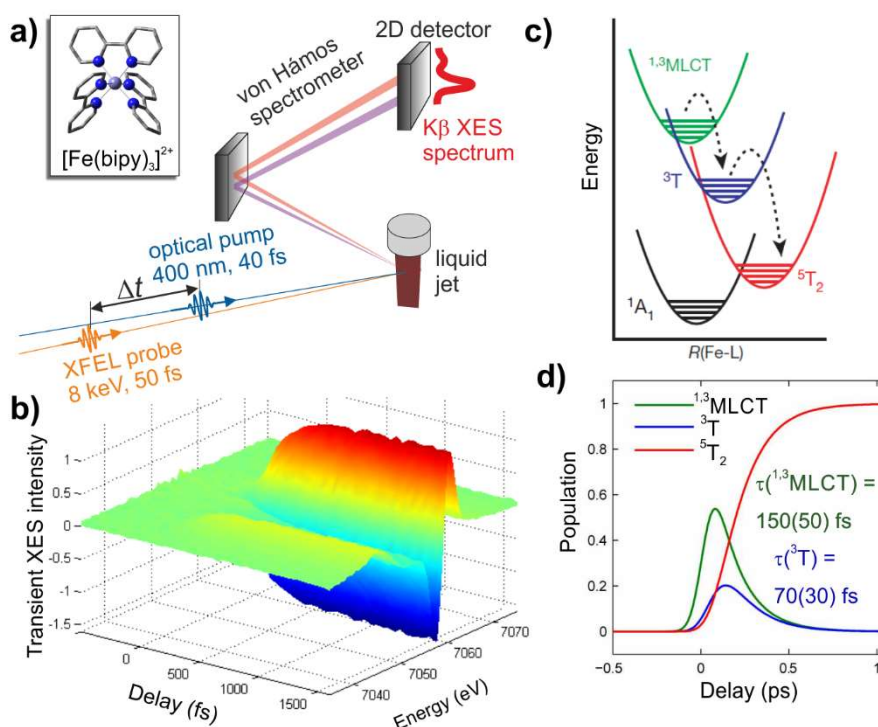 a)
[Fe(bipy)₃]²⁺
von Hámos
spectrometer
2D detector
Kβ XES
spectrum
optical pump
400 nm, 40 fs
Δt
liquid
jet
XFEL probe
8 keV, 50 fs
b)
Transient XES intensity
1
0.5
0
-0.5
-1
-1.5
0
500
1000
1500
Delay (fs)
7040
7050
7060
7070
Energy (eV)
c)
Energy
¹,³MLCT
³T
⁵T₂
¹A₁
R(Fe-L)
d)
¹,³MLCT
³T
⁵T₂
Population
1
0.8
0.6
0.4
0.2
0
τ(¹,³MLCT) =
150(50) fs
τ(³T) =
70(30) fs
-0.5
0
0.5
1
Delay (ps)